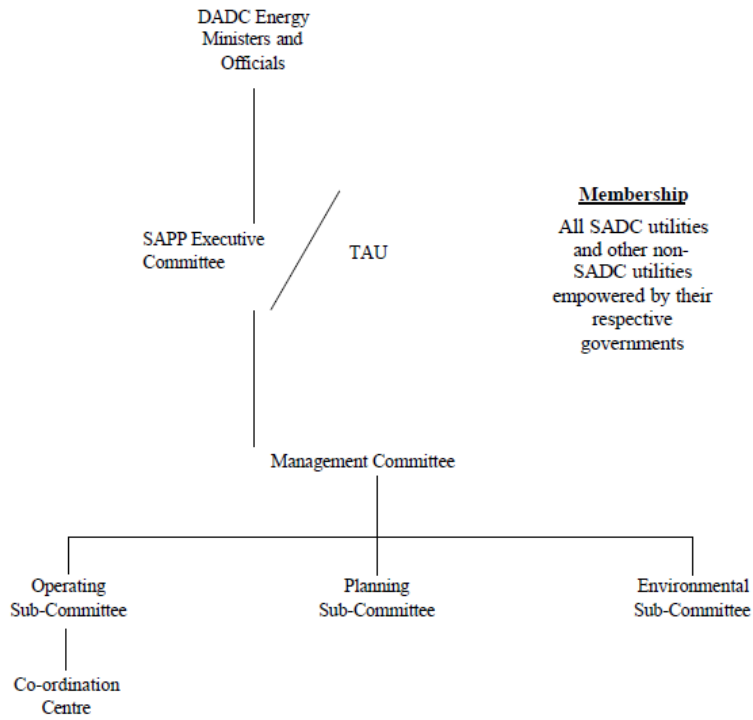 DADC Energy
Ministers and
Officials
SAPP Executive
Committee
TAU
Membership
All SADC utilities
and other non-
SADC utilities
empowered by their
respective
governments
Management Committee
Operating
Sub-Committee
Planning
Sub-Committee
Environmental
Sub-Committee
Co-ordination
Centre